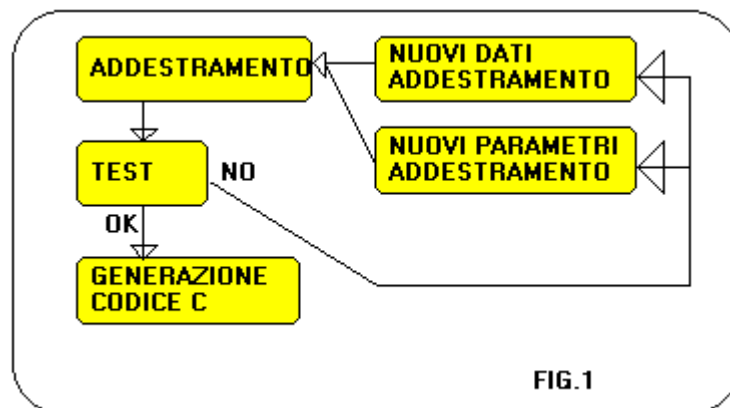 ADDESTRAMENTO
NUOVI DATI
ADDESTRAMENTO
NUOVI PARAMETRI
ADDESTRAMENTO
TEST
NO
OK
GENERAZIONE
CODICE C
FIG.1